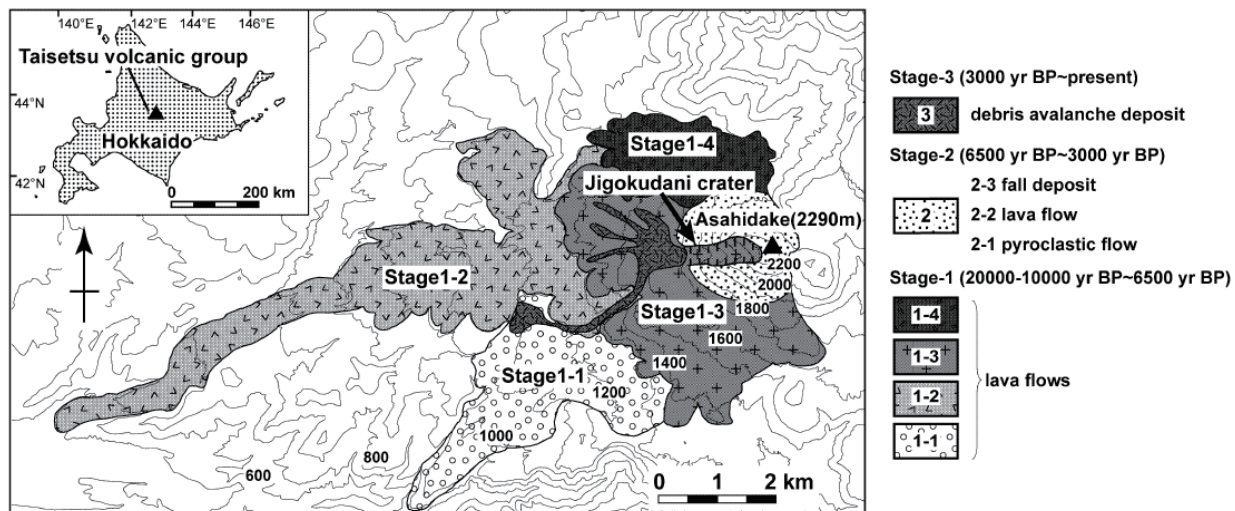 140°E 142°E 144°E 146°E
Taisetsu volcanic group
44°N
Hokkaido
42°N
0 200 km
Stage1-4
Jigokudani crater
Asahidake(2290m)
2200
2000
1800
Stage1-2
Stage1-3
1600
1400
Stage1-1
1200
1000
800
600
0 1 2 km
Stage-3 (3000 yr BP~present)
3 debris avalanche deposit
Stage-2 (6500 yr BP~3000 yr BP)
2-3 fall deposit
2 2-2 lava flow
2-1 pyroclastic flow
Stage-1 (20000-10000 yr BP~6500 yr BP)
1-4
1-3
lava flows
1-2
1-1